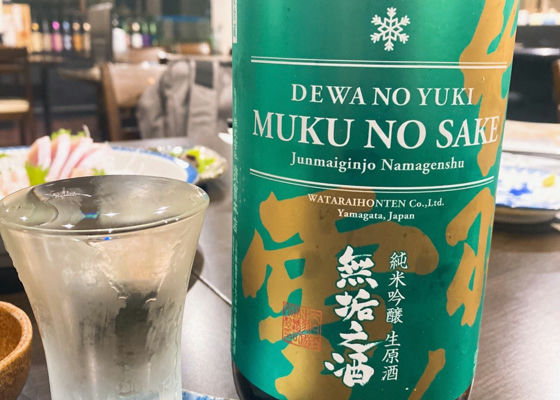 DEWA NO YUKI
MUKU NO SAKE
Junmaiginjo Namagenshu
WATARAIHONTEN Co.,Ltd.
Yamagata, Japan
純米吟醸 生原酒
無垢之酒